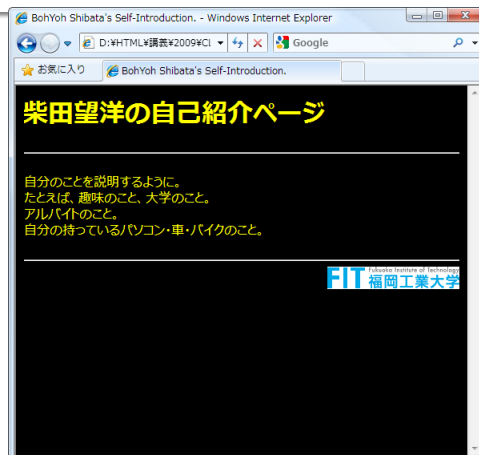 BohYoh Shibata's Self-Introduction. - Windows Internet Explorer
D:¥HTML¥講義¥2009¥Cl
Google
お気に入り
BohYoh Shibata's Self-Introduction.
柴田望洋の自己紹介ページ
自分のことを説明するように。
たとえば、趣味のこと、大学のこと。
アルバイトのこと。
自分の持っているパソコン・車・バイクのこと。
FIT
Fukuoka Institute of Technology
福岡工業大学